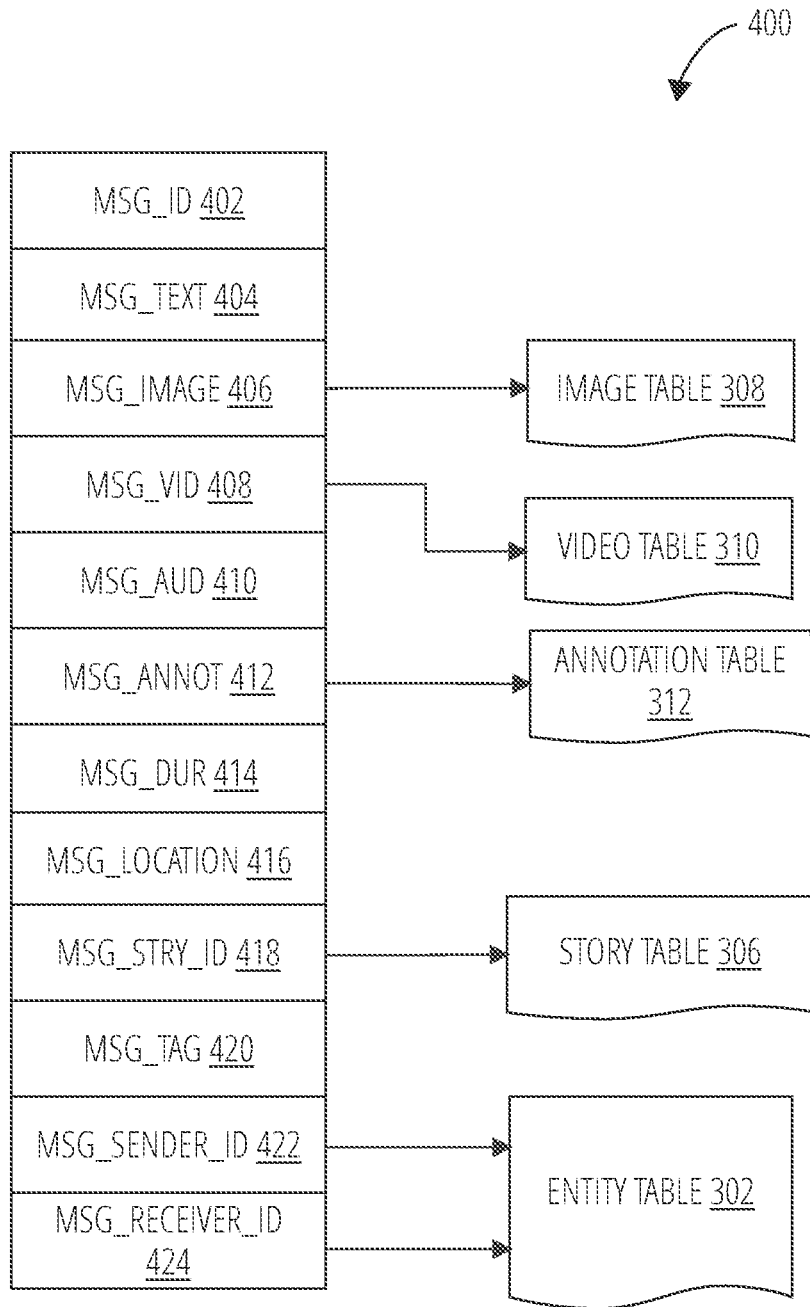 400
MSG_ID 402
MSG_TEXT 404
MSG_IMAGE 406
IMAGE TABLE 308
MSG_VID 408
VIDEO TABLE 310
MSG_AUD 410
MSG_ANNOT 412
ANNOTATION TABLE
312
MSG_DUR 414
MSG_LOCATION 416
MSG_STRY_ID 418
STORY TABLE 306
MSG_TAG 420
MSG_SENDER_ID 422
ENTITY TABLE 302
MSG_RECEIVER_ID
424